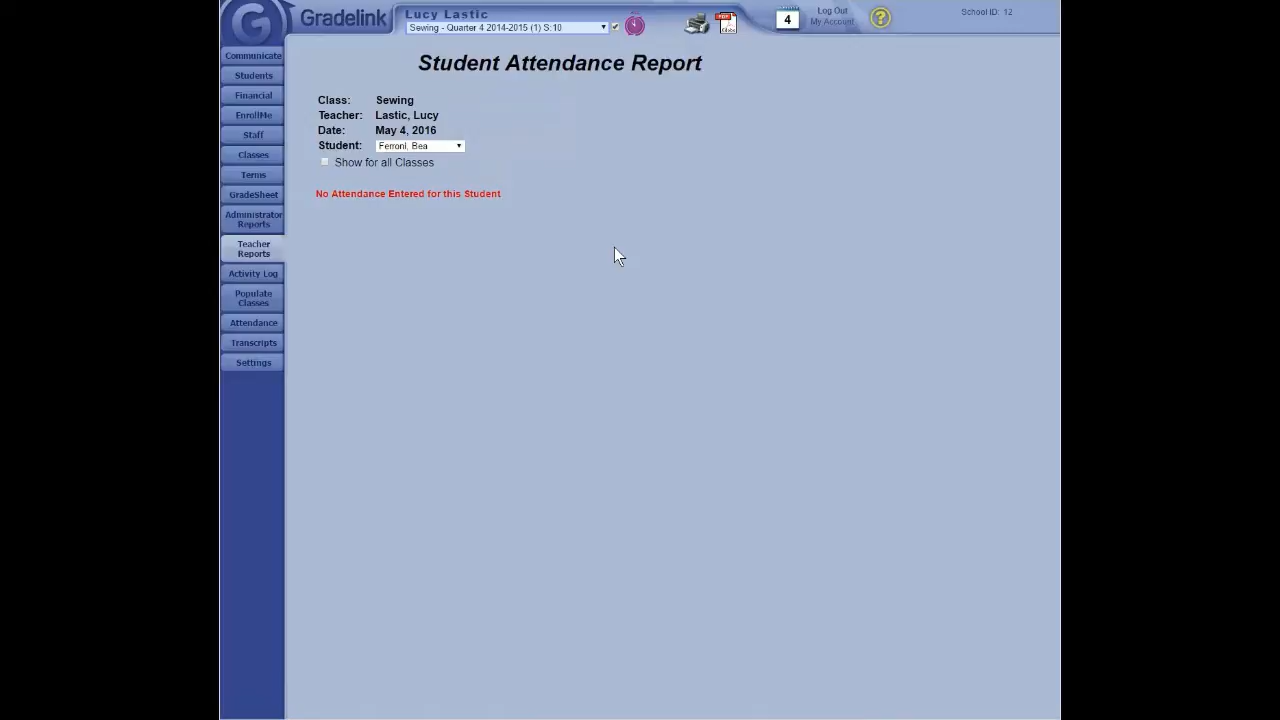 G Gradelink
Lucy Lastic
Sewing - Quarter 4 2014-2015 (1) S:10
4
Log Out
My Account
?
School ID: 12
Communicate
Students
Financial
EnrollMe
Staff
Classes
Terms
GradeSheet
Administrator
Reports
Teacher
Reports
Activity Log
Populate
Classes
Attendance
Transcripts
Settings
Student Attendance Report
Class: Sewing
Teacher: Lastic, Lucy
Date: May 4, 2016
Student: Ferroni, Bea
Show for all Classes
No Attendance Entered for this Student